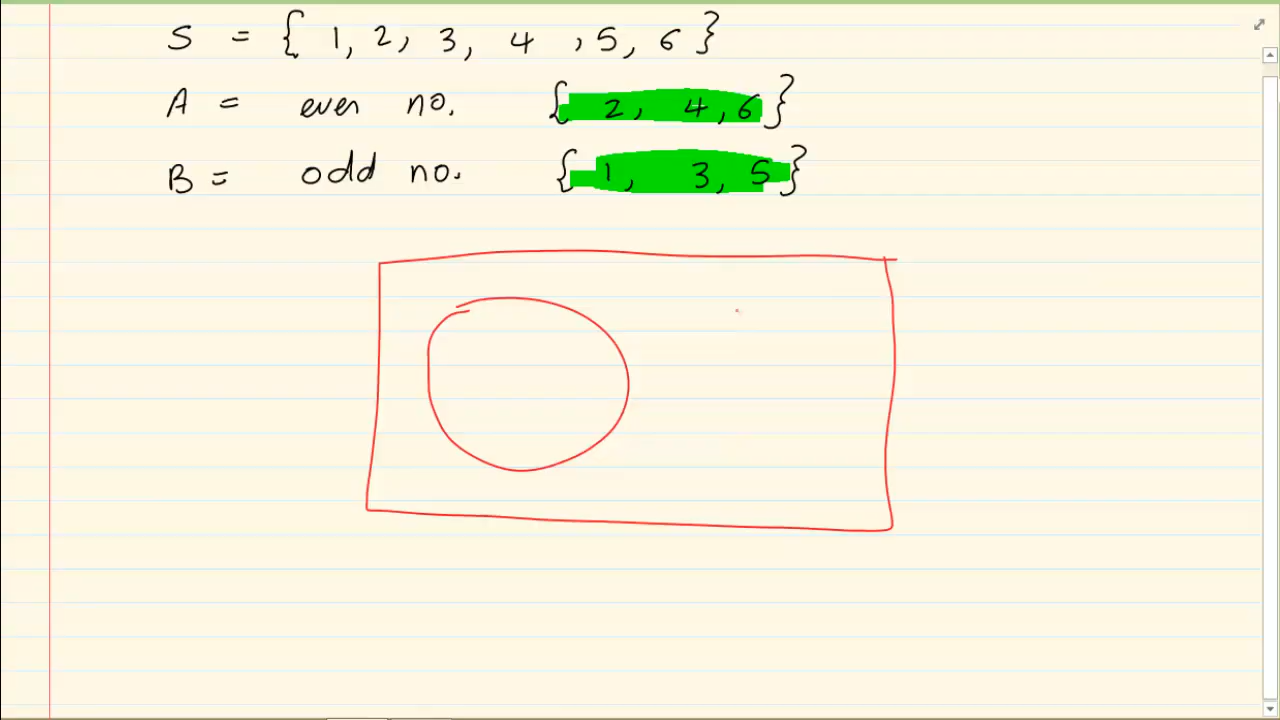 S = { 1, 2, 3, 4 , 5, 6 }
A = even no. { 2, 4, 6 }
B = odd no. { 1, 3, 5 }